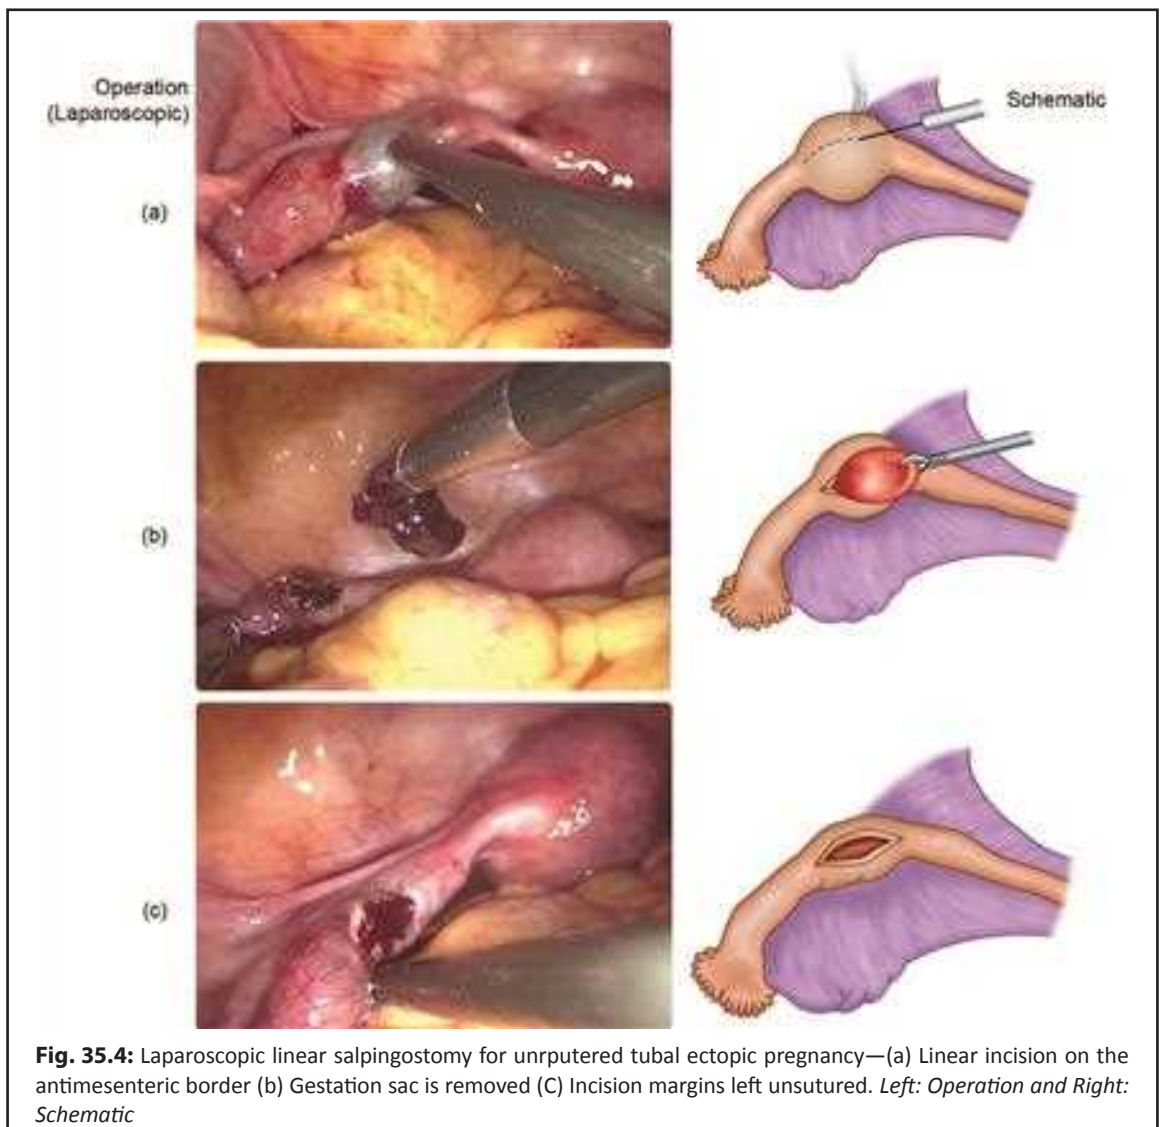 Operation
(Laparoscopic)
Schematic
(a)
(b)
(c)
Fig. 35.4: Laparoscopic linear salpingostomy for unrputered tubal ectopic pregnancy—(a) Linear incision on the
antimesenteric border (b) Gestation sac is removed (C) Incision margins left unsutured. Left: Operation and Right:
Schematic